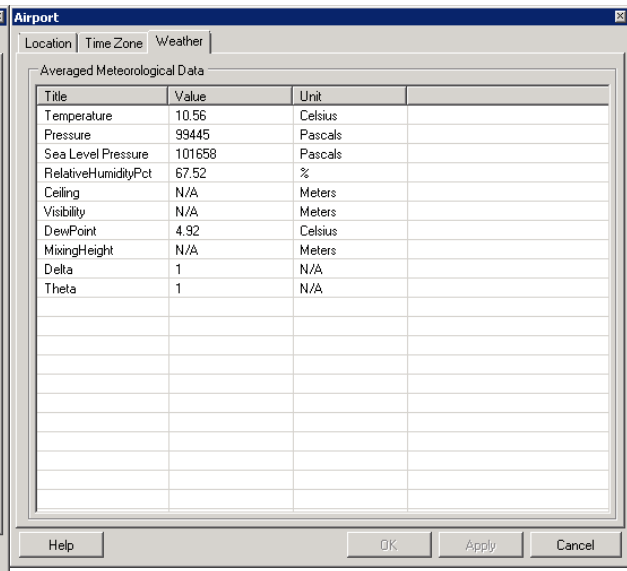 Airport
Location Time Zone Weather
Averaged Meteorological Data
Title Value Unit
Temperature 10.56 Celsius
Pressure 99445 Pascals
Sea Level Pressure 101658 Pascals
RelativeHumidityPct 67.52 %
Ceiling N/A Meters
Visibility N/A Meters
DewPoint 4.92 Celsius
MixingHeight N/A Meters
Delta 1 N/A
Theta 1 N/A
Help OK Apply Cancel